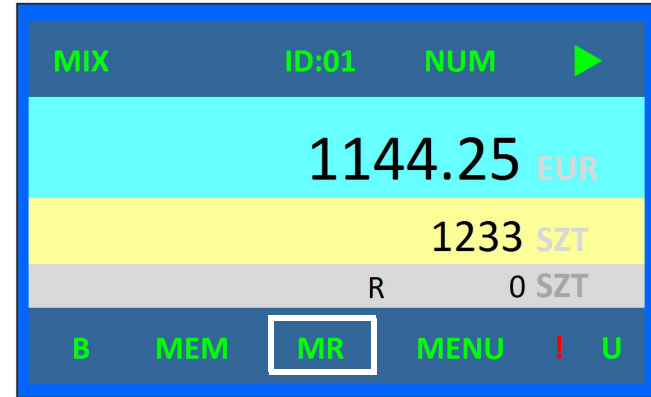 MIX ID:01 NUM
1144.25 EUR
1233 SZT
R 0 SZT
B MEM MR MENU ! U